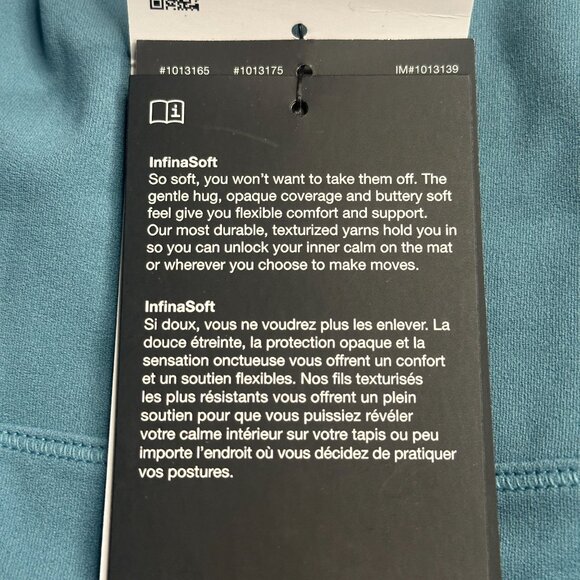 #1013165 #1013175 IM#1013139
InfinaSoft
So soft, you won't want to take them off. The
gentle hug, opaque coverage and buttery soft
feel give you flexible comfort and support.
Our most durable, texturized yarns hold you in
so you can unlock your inner calm on the mat
or wherever you choose to make moves.
InfinaSoft
Si doux, vous ne voudrez plus les enlever. La
douce étreinte, la protection opaque et la
sensation onctueuse vous offrent un confort
et un soutien flexibles. Nos fils texturisés
les plus résistants vous offrent un plein
soutien pour que vous puissiez révéler
votre calme intérieur sur votre tapis ou peu
importe l'endroit où vous décidez de pratiquer
vos postures.